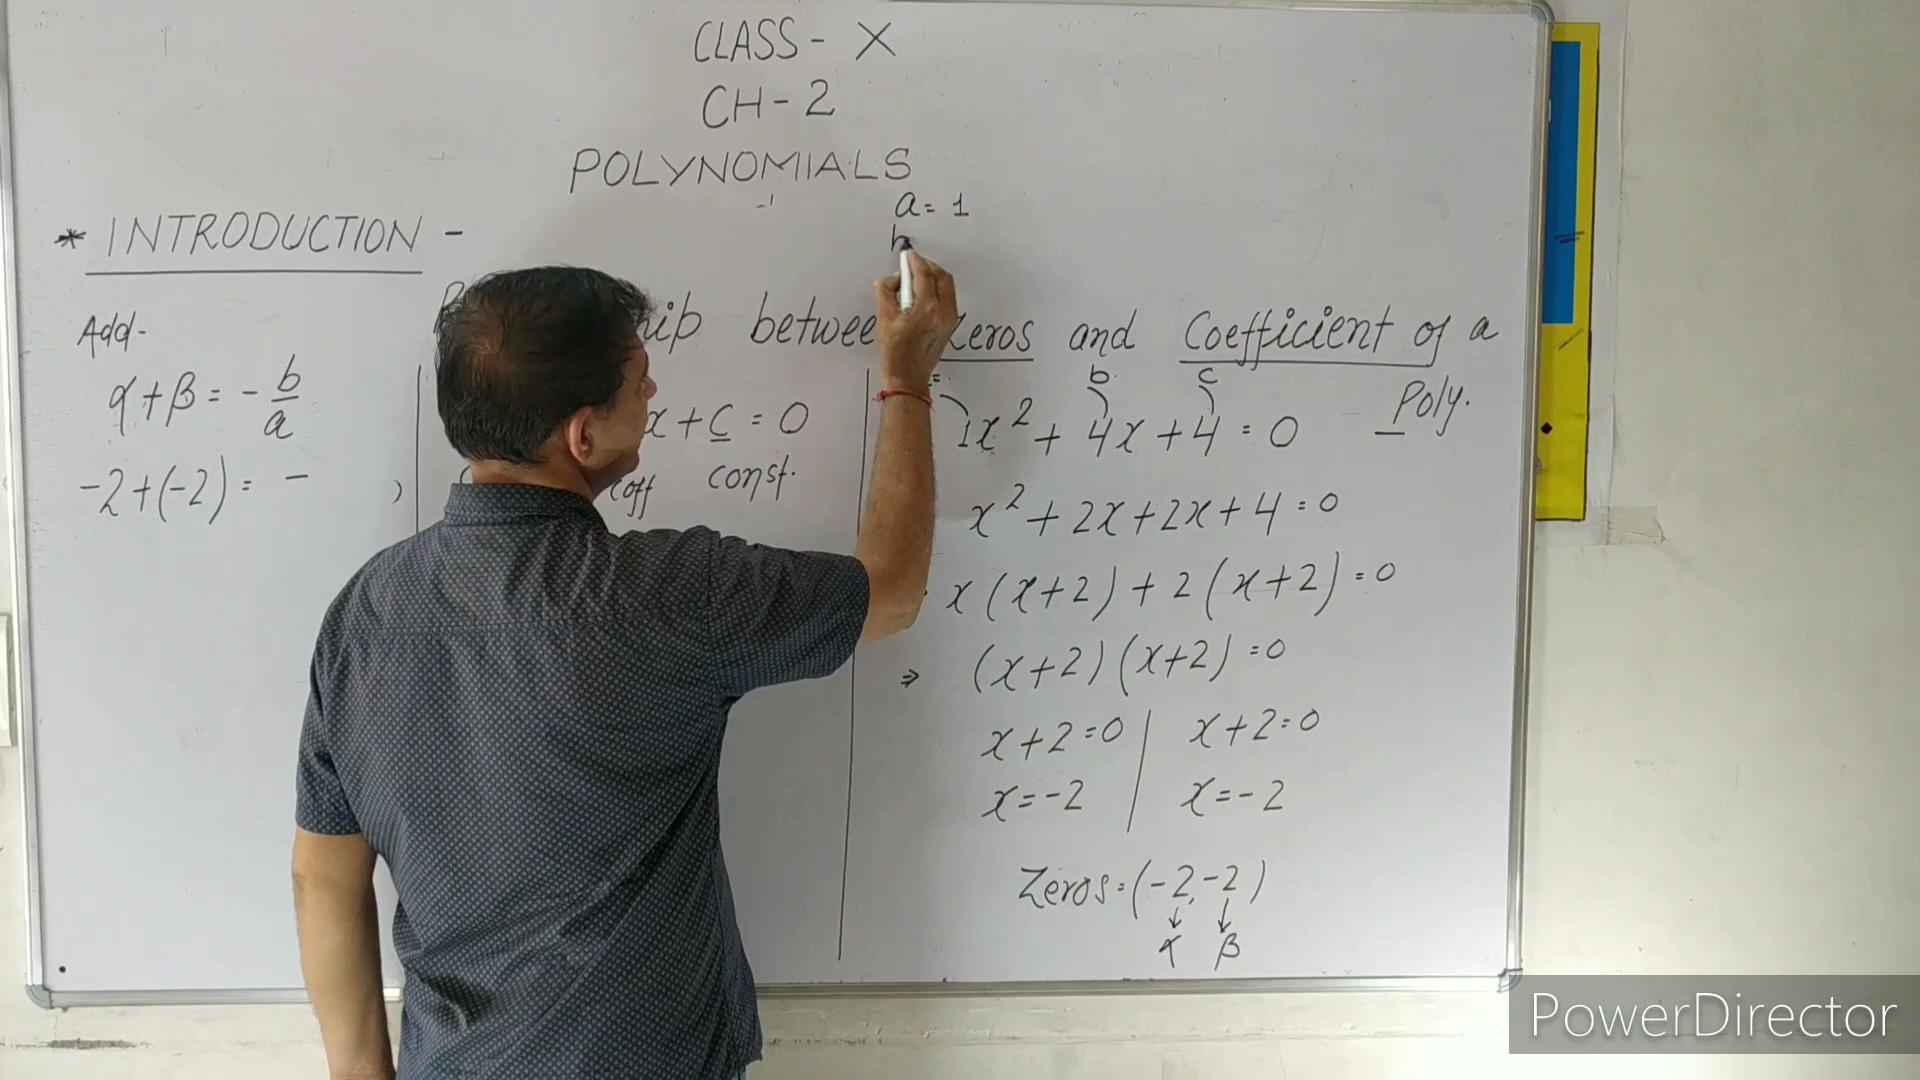 CLASS - X
CH - 2
POLYNOMIALS
a = 1
b
* INTRODUCTION -
between Zeros and Coefficient of a
Poly.
Add-
α + β = - b/a
-2 + (-2) = -
x + c = 0
coff const.
b c
1x² + 4x + 4 = 0
x² + 2x + 2x + 4 = 0
x (x+2) + 2 (x+2) = 0
⇒ (x+2) (x+2) = 0
x + 2 = 0 | x + 2 = 0
x = -2 | x = -2
Zeros = (-2, -2)
↓ ↓
α β
PowerDirector